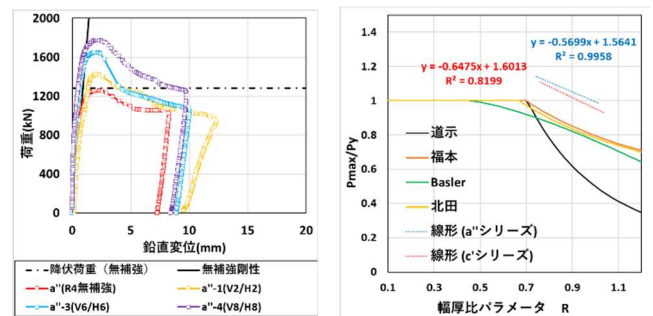 2000
1600
1200
800
400
0
荷重(kN)
0 5 10 15 20
鉛直変位(mm)
降伏荷重（無補強）
無補強剛性
a''(R4無補強)
a''-1(V2/H2)
a''-3(V6/H6)
a''-4(V8/H8)
1.4
1.2
1
0.8
0.6
0.4
0.2
0
Pmax/Py
y = -0.5699x + 1.5641
R² = 0.9958
y = -0.6475x + 1.6013
R² = 0.8199
道示
福本
Basler
北田
線形 (a''シリーズ)
線形 (c'シリーズ)
0.1 0.3 0.5 0.7 0.9 1.1
幅厚比パラメータ R